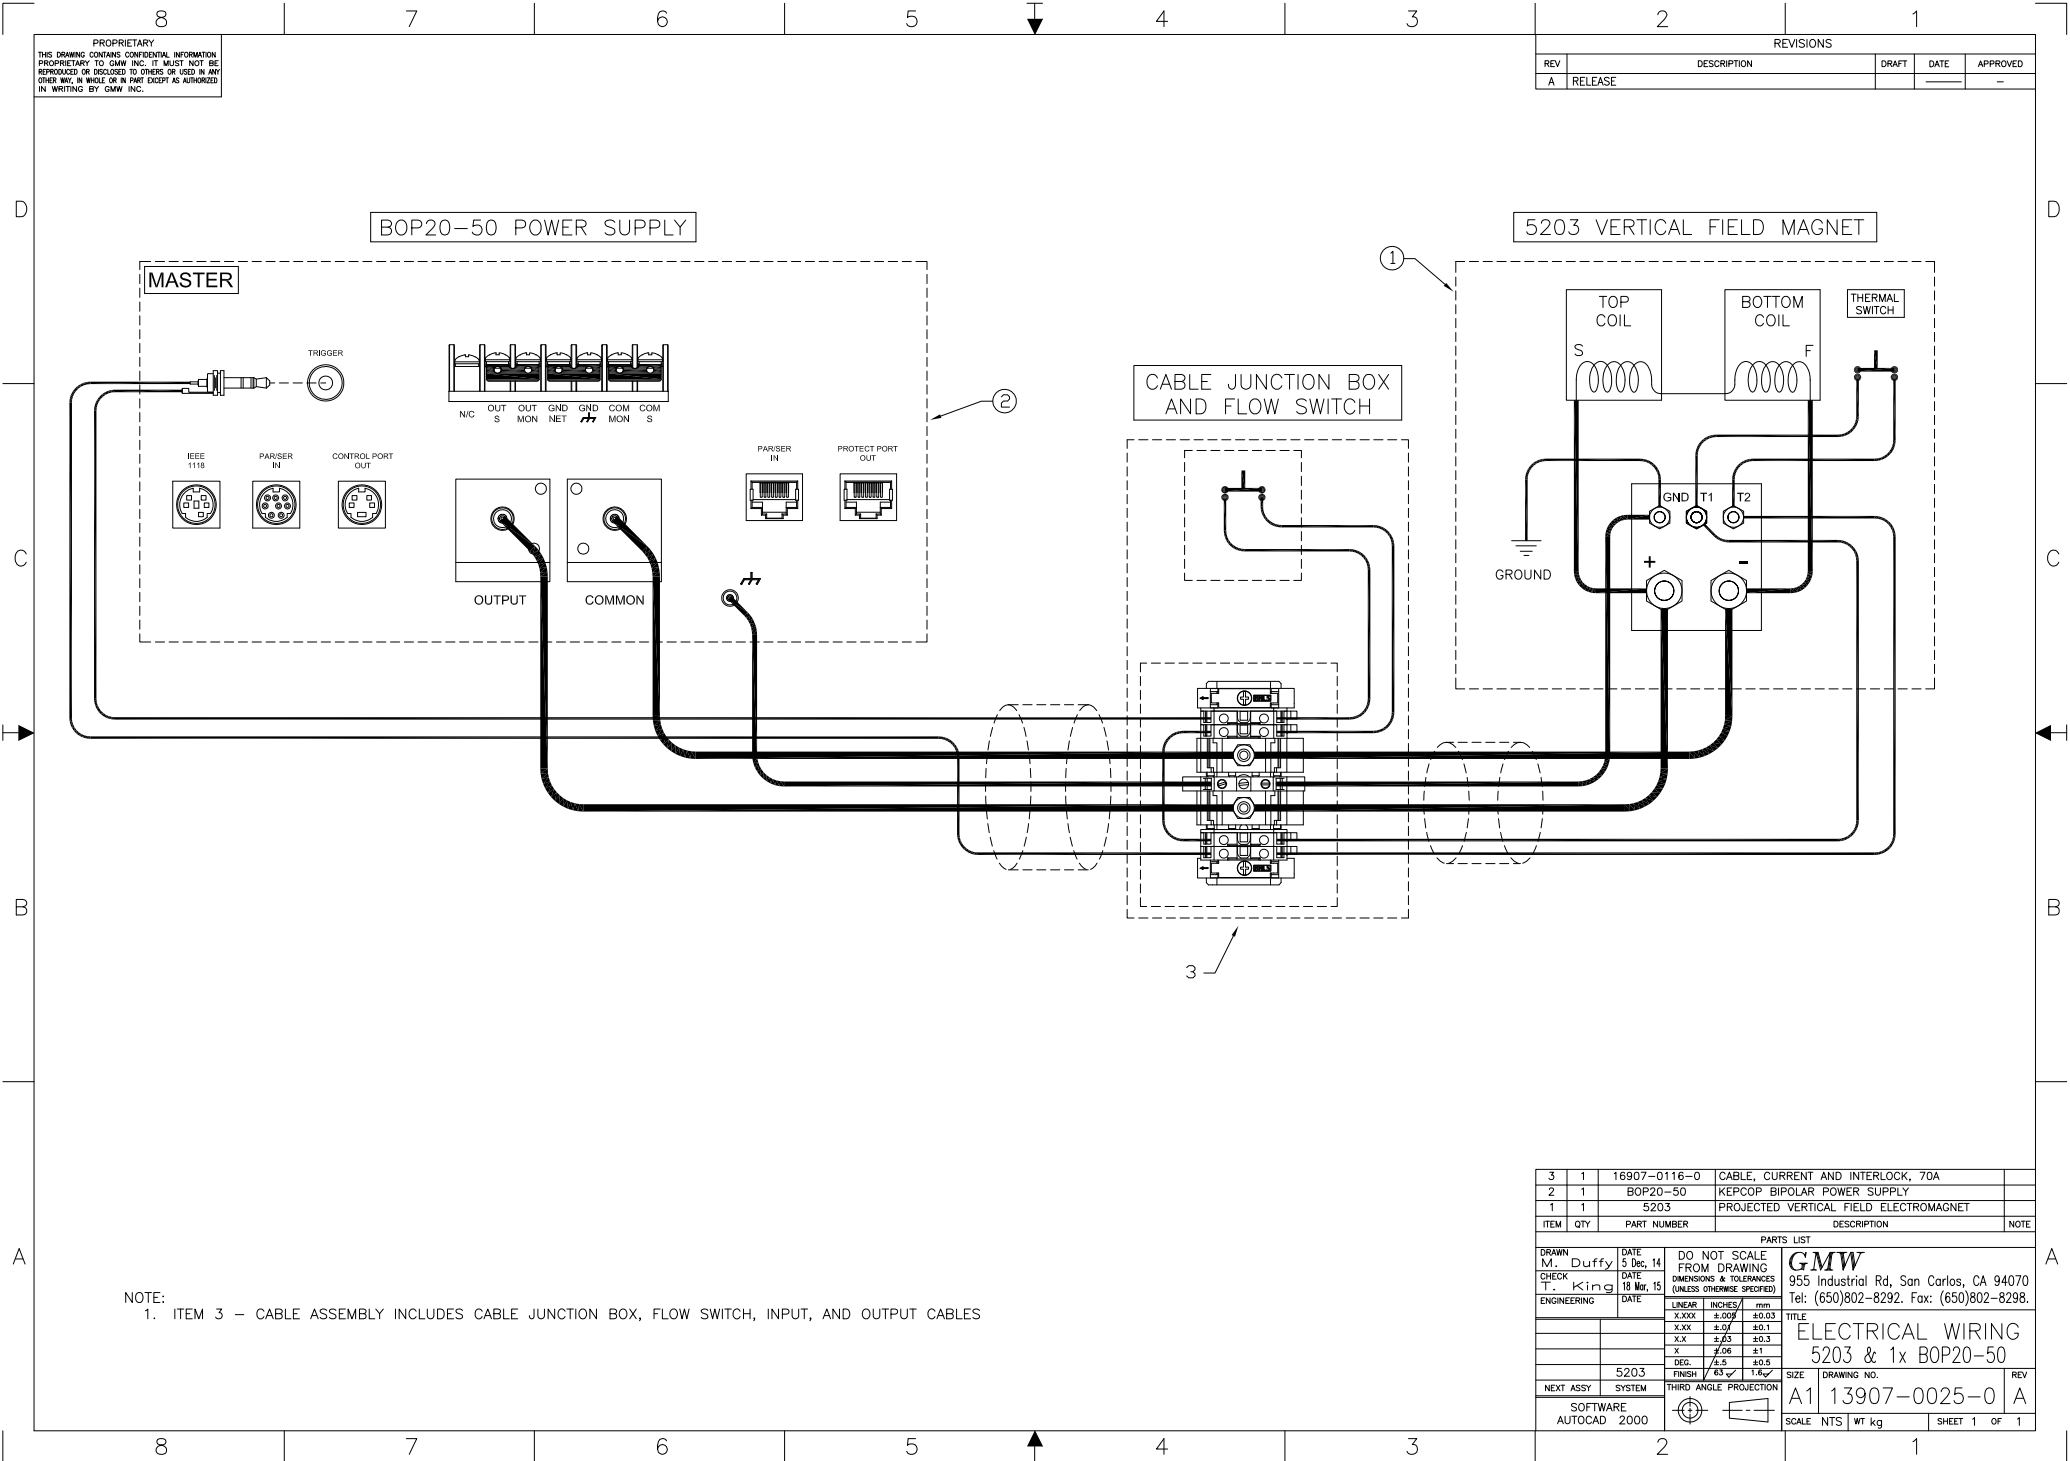 8 7 6 5 4 3 2 1
PROPRIETARY
THIS DRAWING CONTAINS CONFIDENTIAL INFORMATION
PROPRIETARY TO GMW INC. IT MUST NOT BE
REPRODUCED OR DISCLOSED TO OTHERS OR USED IN ANY
OTHER WAY, IN WHOLE OR IN PART EXCEPT AS AUTHORIZED
IN WRITING BY GMW INC.
REVISIONS
REV DESCRIPTION DRAFT DATE APPROVED
A RELEASE –
D D
BOP20–50 POWER SUPPLY
5203 VERTICAL FIELD MAGNET
MASTER
1
TOP
COIL
BOTTOM
COIL
THERMAL
SWITCH
S F
TRIGGER
CABLE JUNCTION BOX
AND FLOW SWITCH
2
N/C
OUT
S
OUT
MON
GND
NET
GND
COM
MON
COM
S
IEEE
1118
PAR/SER
IN
CONTROL PORT
OUT
PAR/SER
IN
PROTECT PORT
OUT
GND T1 T2
C C
+ -
GROUND
OUTPUT
COMMON
B B
3
A A
NOTE:
1. ITEM 3 – CABLE ASSEMBLY INCLUDES CABLE JUNCTION BOX, FLOW SWITCH, INPUT, AND OUTPUT CABLES
3 1 16907–0116–0 CABLE, CURRENT AND INTERLOCK, 70A
2 1 BOP20–50 KEPCOP BIPOLAR POWER SUPPLY
1 1 5203 PROJECTED VERTICAL FIELD ELECTROMAGNET
ITEM QTY PART NUMBER DESCRIPTION NOTE
PARTS LIST
DRAWN M. Duffy DATE 5 Dec, 14
CHECK T. King DATE 18 Mar, 15
ENGINEERING DATE
DO NOT SCALE
FROM DRAWING
DIMENSIONS & TOLERANCES
(UNLESS OTHERWISE SPECIFIED)
LINEAR INCHES mm
X.XXX ±.005 ±0.03
X.XX ±.01 ±0.1
X.X ±.03 ±0.3
X ±.06 ±1
DEG. ±.5 ±0.5
FINISH 63 1.6
GMW
955 Industrial Rd, San Carlos, CA 94070
Tel: (650)802–8292. Fax: (650)802–8298.
TITLE
ELECTRICAL WIRING
5203 & 1x BOP20–50
5203
NEXT ASSY SYSTEM
THIRD ANGLE PROJECTION
SOFTWARE
AUTOCAD 2000
SIZE A1
DRAWING NO. 13907–0025–0
REV A
SCALE NTS WT kg SHEET 1 OF 1
8 7 6 5 4 3 2 1